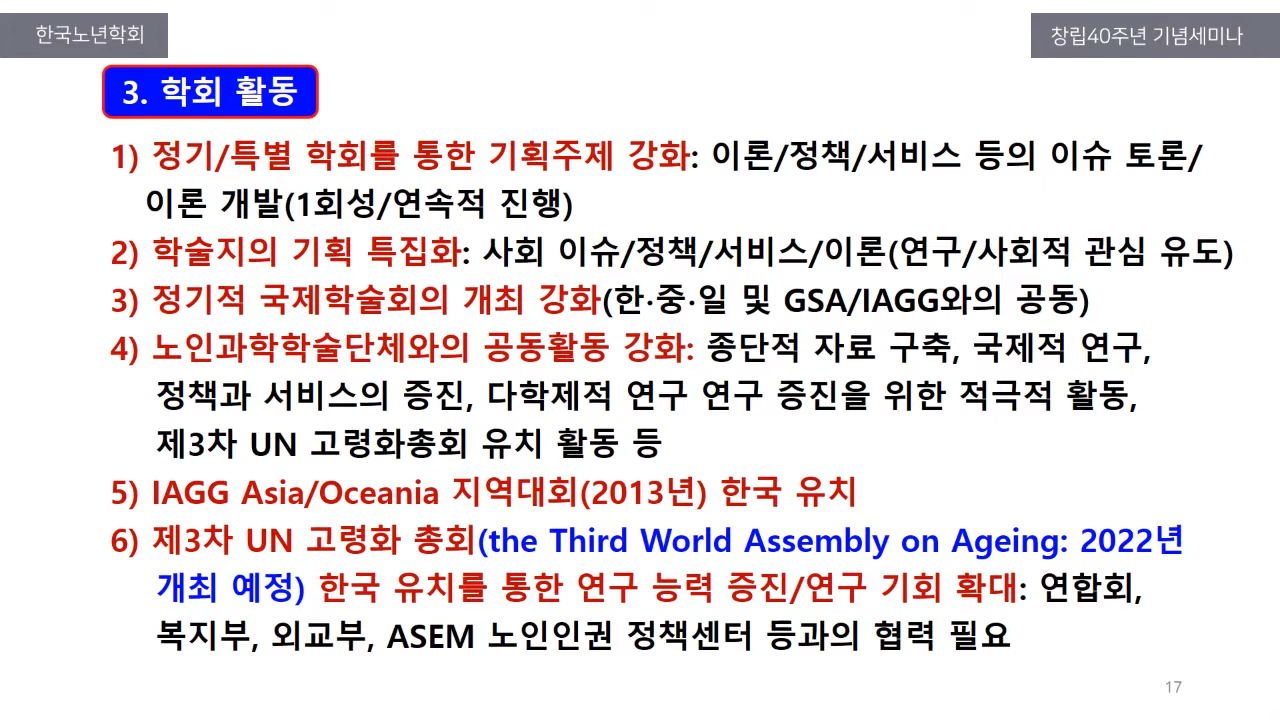 한국노년학회
창립40주년 기념세미나
3. 학회 활동
1) 정기/특별 학회를 통한 기획주제 강화: 이론/정책/서비스 등의 이슈 토론/
이론 개발(1회성/연속적 진행)
2) 학술지의 기획 특집화: 사회 이슈/정책/서비스/이론(연구/사회적 관심 유도)
3) 정기적 국제학술회의 개최 강화(한·중·일 및 GSA/IAGG와의 공동)
4) 노인과학학술단체와의 공동활동 강화: 종단적 자료 구축, 국제적 연구,
정책과 서비스의 증진, 다학제적 연구 연구 증진을 위한 적극적 활동,
제3차 UN 고령화총회 유치 활동 등
5) IAGG Asia/Oceania 지역대회(2013년) 한국 유치
6) 제3차 UN 고령화 총회(the Third World Assembly on Ageing: 2022년
개최 예정) 한국 유치를 통한 연구 능력 증진/연구 기회 확대: 연합회,
복지부, 외교부, ASEM 노인인권 정책센터 등과의 협력 필요
17